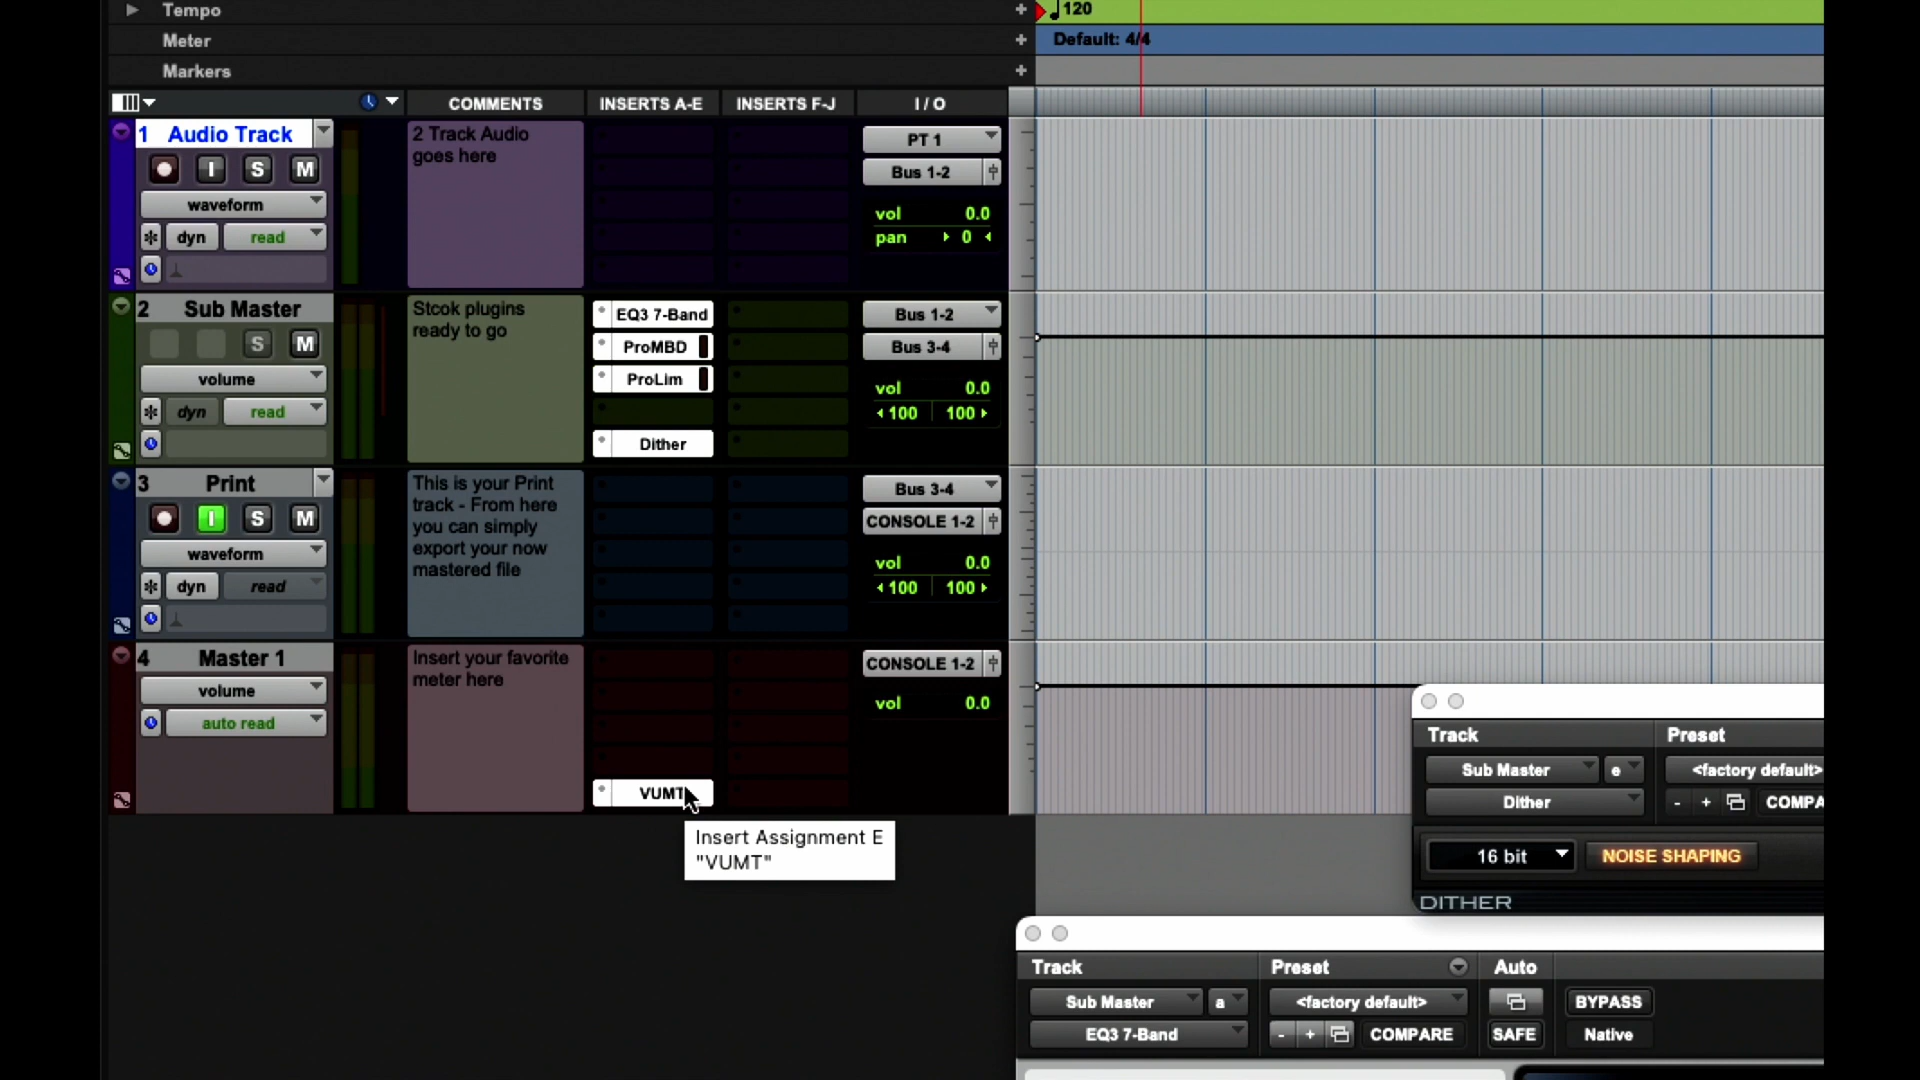 Tempo
120
Meter
Default: 4/4
Markers
COMMENTS INSERTS A-E INSERTS F-J I / O
1 Audio Track
I S M
waveform
dyn read
2 Track Audio
goes here
PT 1
Bus 1-2
vol 0.0
pan 0
2 Sub Master
S M
volume
dyn read
Stcok plugins
ready to go
EQ3 7-Band
ProMBD
ProLim
Dither
Bus 1-2
Bus 3-4
vol 0.0
100 100
3 Print
I S M
waveform
dyn read
This is your Print
track - From here
you can simply
export your now
mastered file
Bus 3-4
CONSOLE 1-2
vol 0.0
100 100
4 Master 1
volume
auto read
Insert your favorite
meter here
VUMT
CONSOLE 1-2
vol 0.0
Insert Assignment E
"VUMT"
Track Preset
Sub Master e <factory default>
Dither - + COMPA
16 bit NOISE SHAPING
DITHER
Track Preset Auto
Sub Master a <factory default> BYPASS
EQ3 7-Band - + COMPARE SAFE Native